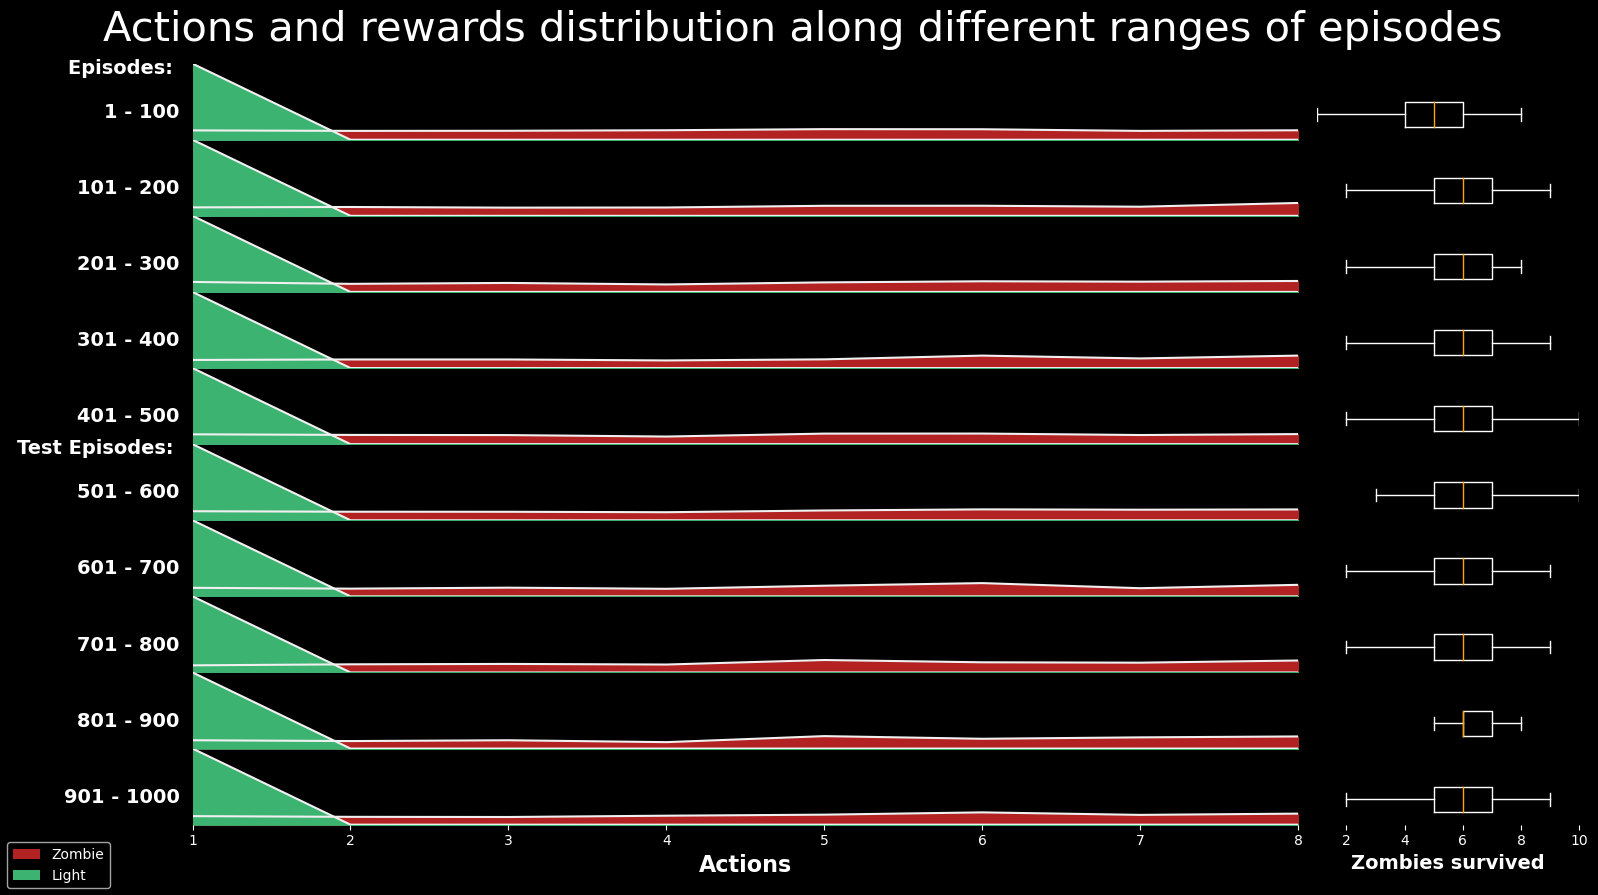 Actions and rewards distribution along different ranges of episodes
Episodes:
1 - 100
101 - 200
201 - 300
301 - 400
401 - 500
Test Episodes:
501 - 600
601 - 700
701 - 800
801 - 900
901 - 1000
1 2 3 4 5 6 7 8
Actions
2 4 6 8 10
Zombies survived
Zombie
Light